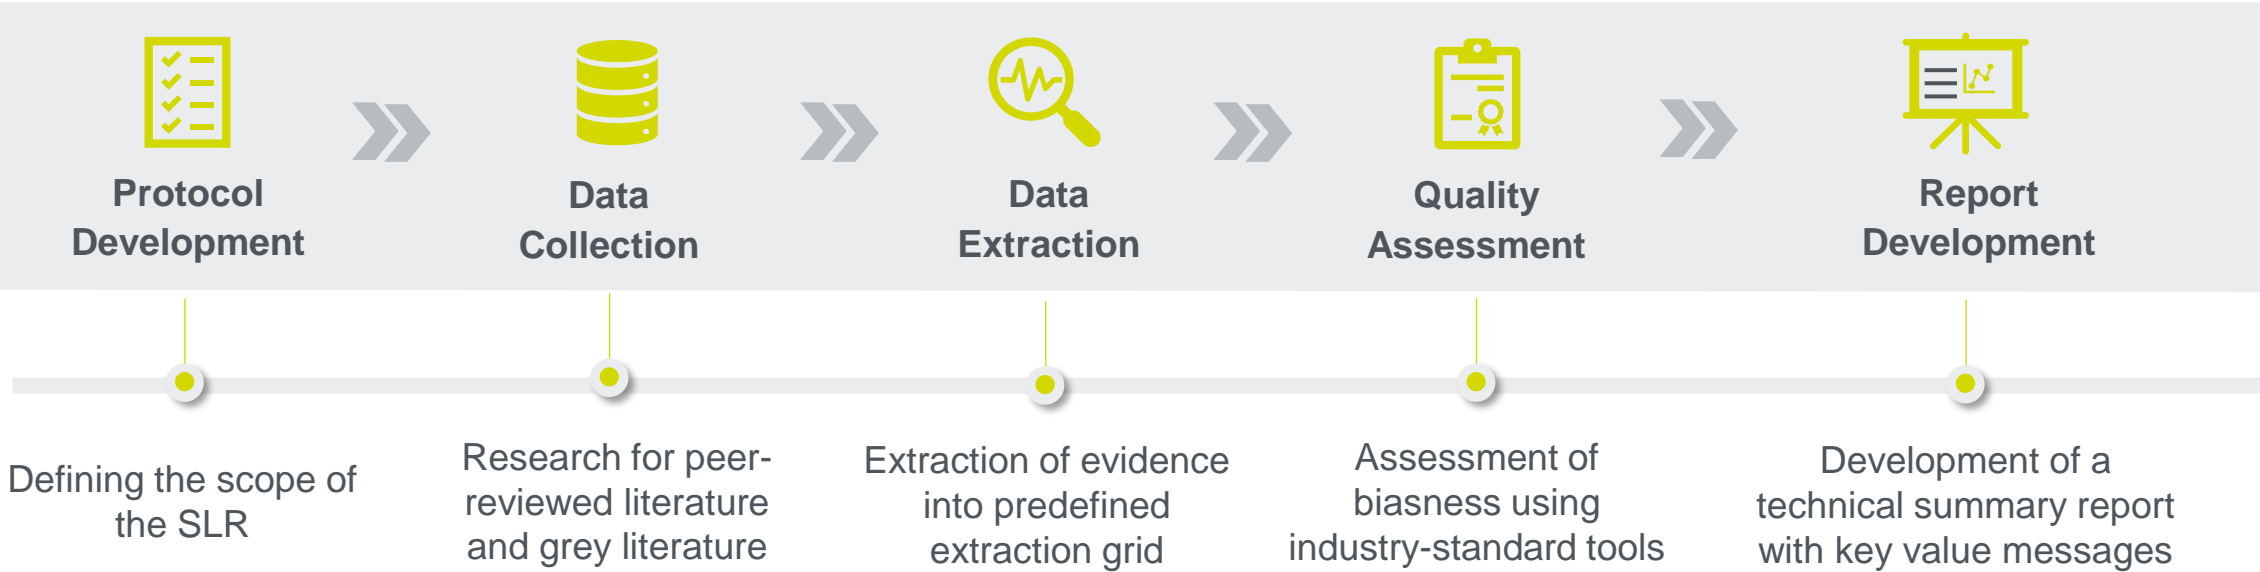 Protocol
Development
Data
Collection
Data
Extraction
Quality
Assessment
Report
Development
Defining the scope of
the SLR
Research for peer-
reviewed literature
and grey literature
Extraction of evidence
into predefined
extraction grid
Assessment of
biasness using
industry-standard tools
Development of a
technical summary report
with key value messages